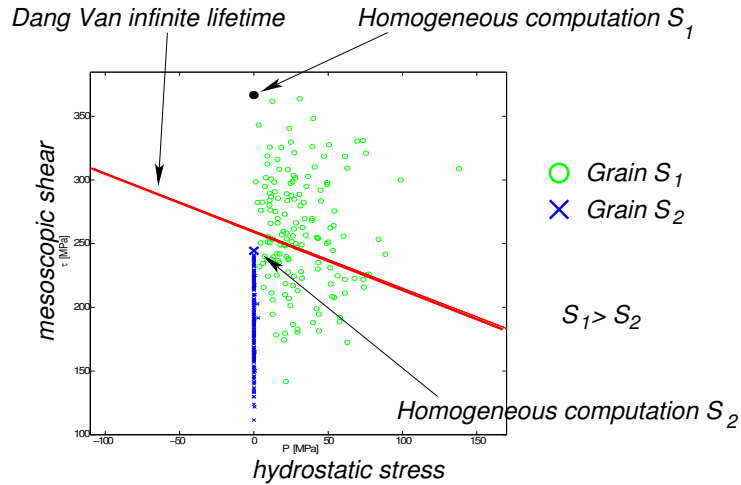 Dang Van infinite lifetime
Homogeneous computation S1
350
300
250
200
150
100
mesoscopic shear
τ [MPa]
Grain S1
Grain S2
S1> S2
Homogeneous computation S2
−100
−50
0
50
100
150
P [MPa]
hydrostatic stress